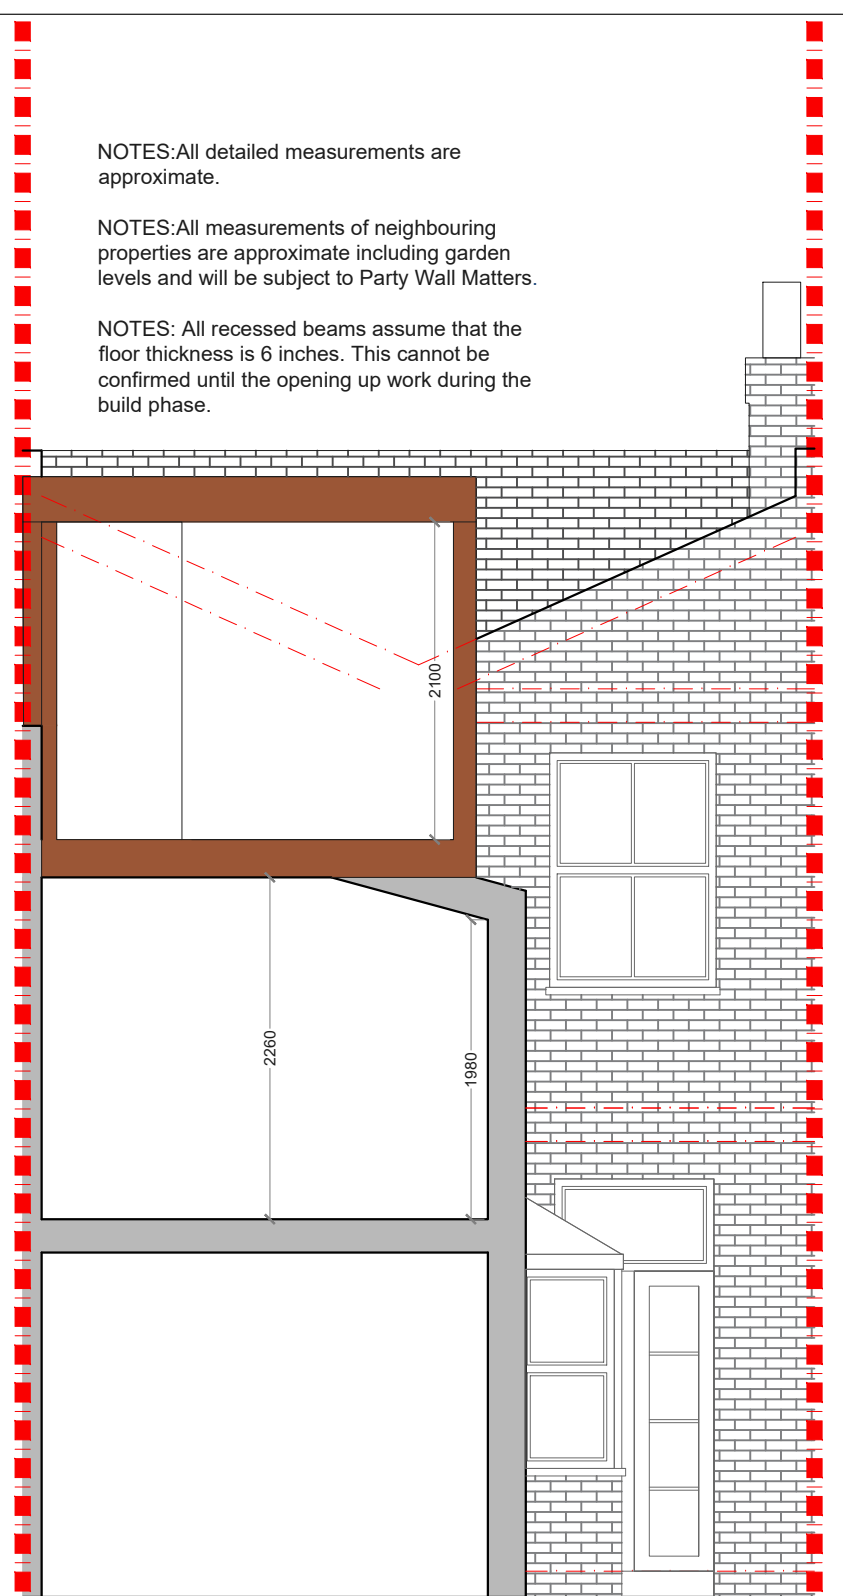 NOTES:All detailed measurements are
approximate.
NOTES:All measurements of neighbouring
properties are approximate including garden
levels and will be subject to Party Wall Matters.
NOTES: All recessed beams assume that the
floor thickness is 6 inches. This cannot be
confirmed until the opening up work during the
build phase.
2100
2260
1980